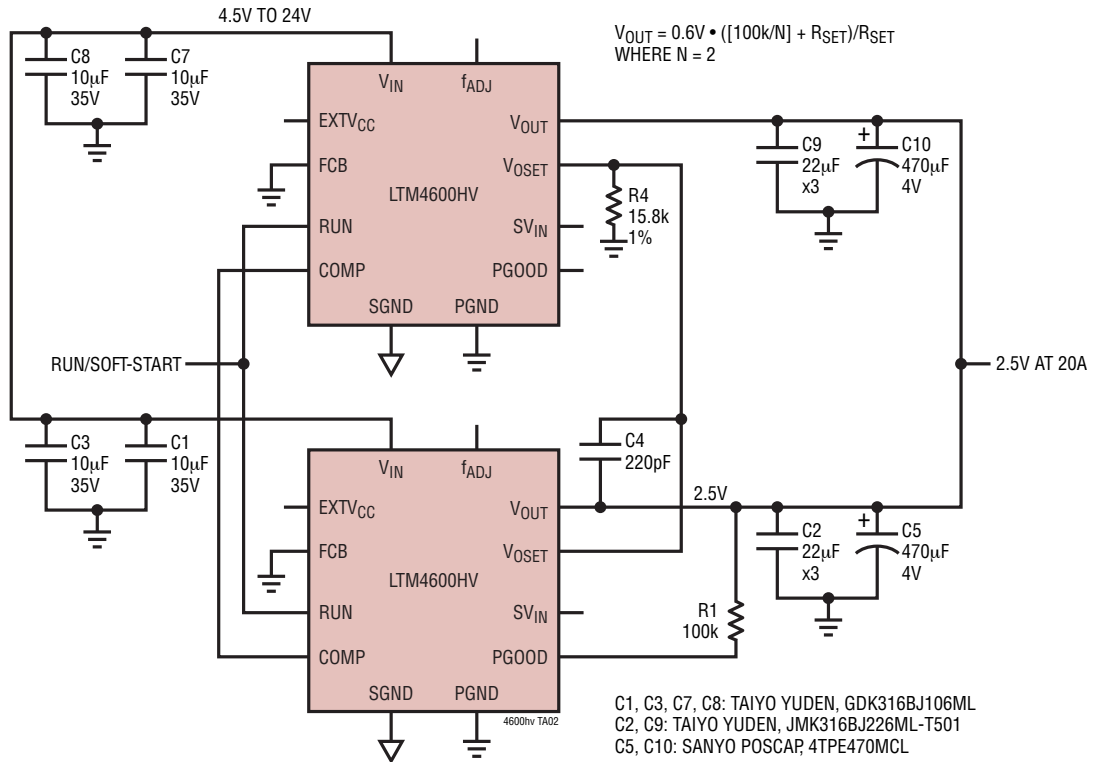 4.5V TO 24V
V_OUT = 0.6V • ([100k/N] + R_SET)/R_SET
WHERE N = 2
C8
10µF
35V
C7
10µF
35V
V_IN
f_ADJ
EXTV_CC
V_OUT
FCB
V_OSET
LTM4600HV
RUN
SV_IN
COMP
PGOOD
SGND
PGND
R4
15.8k
1%
C9
22µF
x3
+
C10
470µF
4V
RUN/SOFT-START
2.5V AT 20A
C3
10µF
35V
C1
10µF
35V
C4
220pF
V_IN
f_ADJ
EXTV_CC
V_OUT
2.5V
FCB
V_OSET
LTM4600HV
RUN
SV_IN
COMP
PGOOD
SGND
PGND
4600hv TA02
R1
100k
C2
22µF
x3
+
C5
470µF
4V
C1, C3, C7, C8: TAIYO YUDEN, GDK316BJ106ML
C2, C9: TAIYO YUDEN, JMK316BJ226ML-T501
C5, C10: SANYO POSCAP, 4TPE470MCL